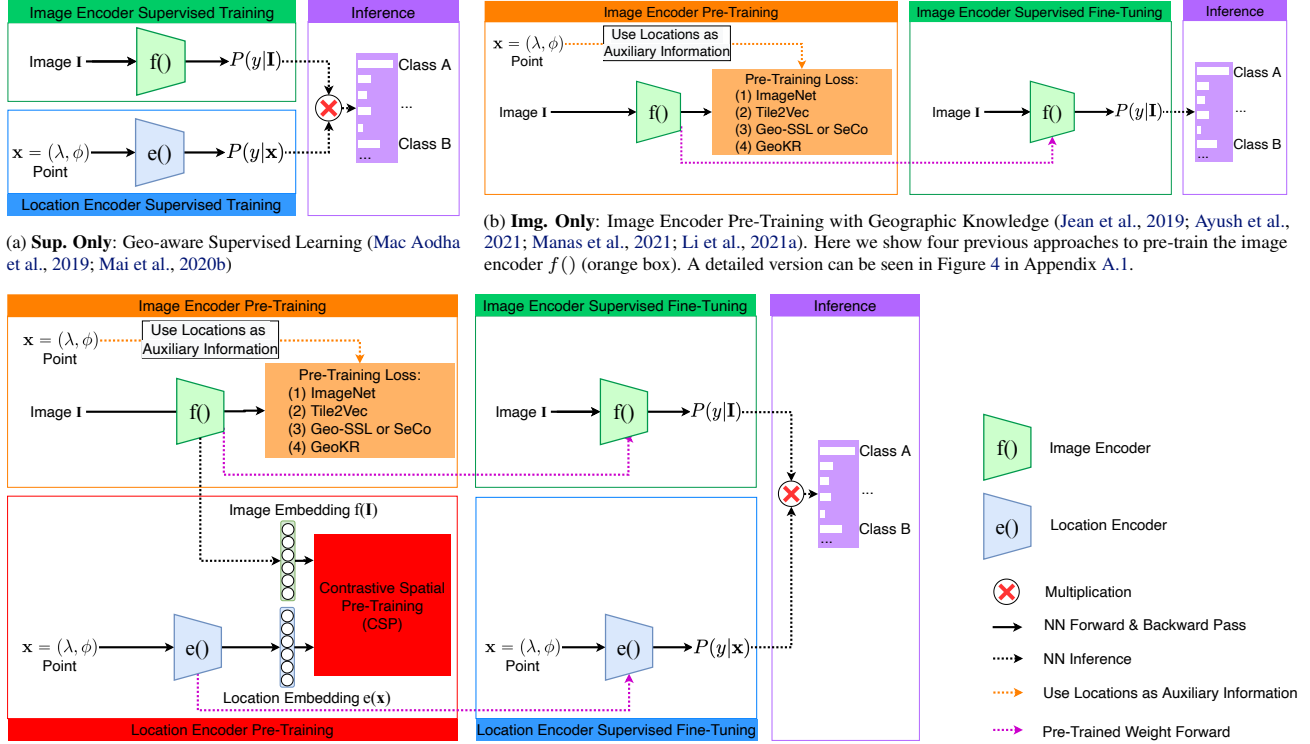 Image Encoder Supervised Training
Inference
Image I
f()
P(y|I)
Class A
...
Class B
...
x = (λ, ϕ)
Point
e()
P(y|x)
Location Encoder Supervised Training
(a) Sup. Only: Geo-aware Supervised Learning (Mac Aodha
et al., 2019; Mai et al., 2020b)
Image Encoder Pre-Training
Image Encoder Supervised Fine-Tuning
Inference
x = (λ, ϕ)
Point
Use Locations as
Auxiliary Information
Image I
f()
Pre-Training Loss:
(1) ImageNet
(2) Tile2Vec
(3) Geo-SSL or SeCo
(4) GeoKR
Image I
f()
P(y|I)
Class A
...
Class B
...
(b) Img. Only: Image Encoder Pre-Training with Geographic Knowledge (Jean et al., 2019; Ayush et al.,
2021; Manas et al., 2021; Li et al., 2021a). Here we show four previous approaches to pre-train the image
encoder f() (orange box). A detailed version can be seen in Figure 4 in Appendix A.1.
Image Encoder Pre-Training
Image Encoder Supervised Fine-Tuning
Inference
x = (λ, ϕ)
Point
Use Locations as
Auxiliary Information
Image I
f()
Pre-Training Loss:
(1) ImageNet
(2) Tile2Vec
(3) Geo-SSL or SeCo
(4) GeoKR
Image I
f()
P(y|I)
Class A
...
Class B
...
Image Embedding f(I)
Contrastive Spatial
Pre-Training
(CSP)
x = (λ, ϕ)
Point
e()
Location Embedding e(x)
Location Encoder Pre-Training
x = (λ, ϕ)
Point
e()
P(y|x)
Location Encoder Supervised Fine-Tuning
f()
Image Encoder
e()
Location Encoder
Multiplication
NN Forward & Backward Pass
NN Inference
Use Locations as Auxiliary Information
Pre-Trained Weight Forward